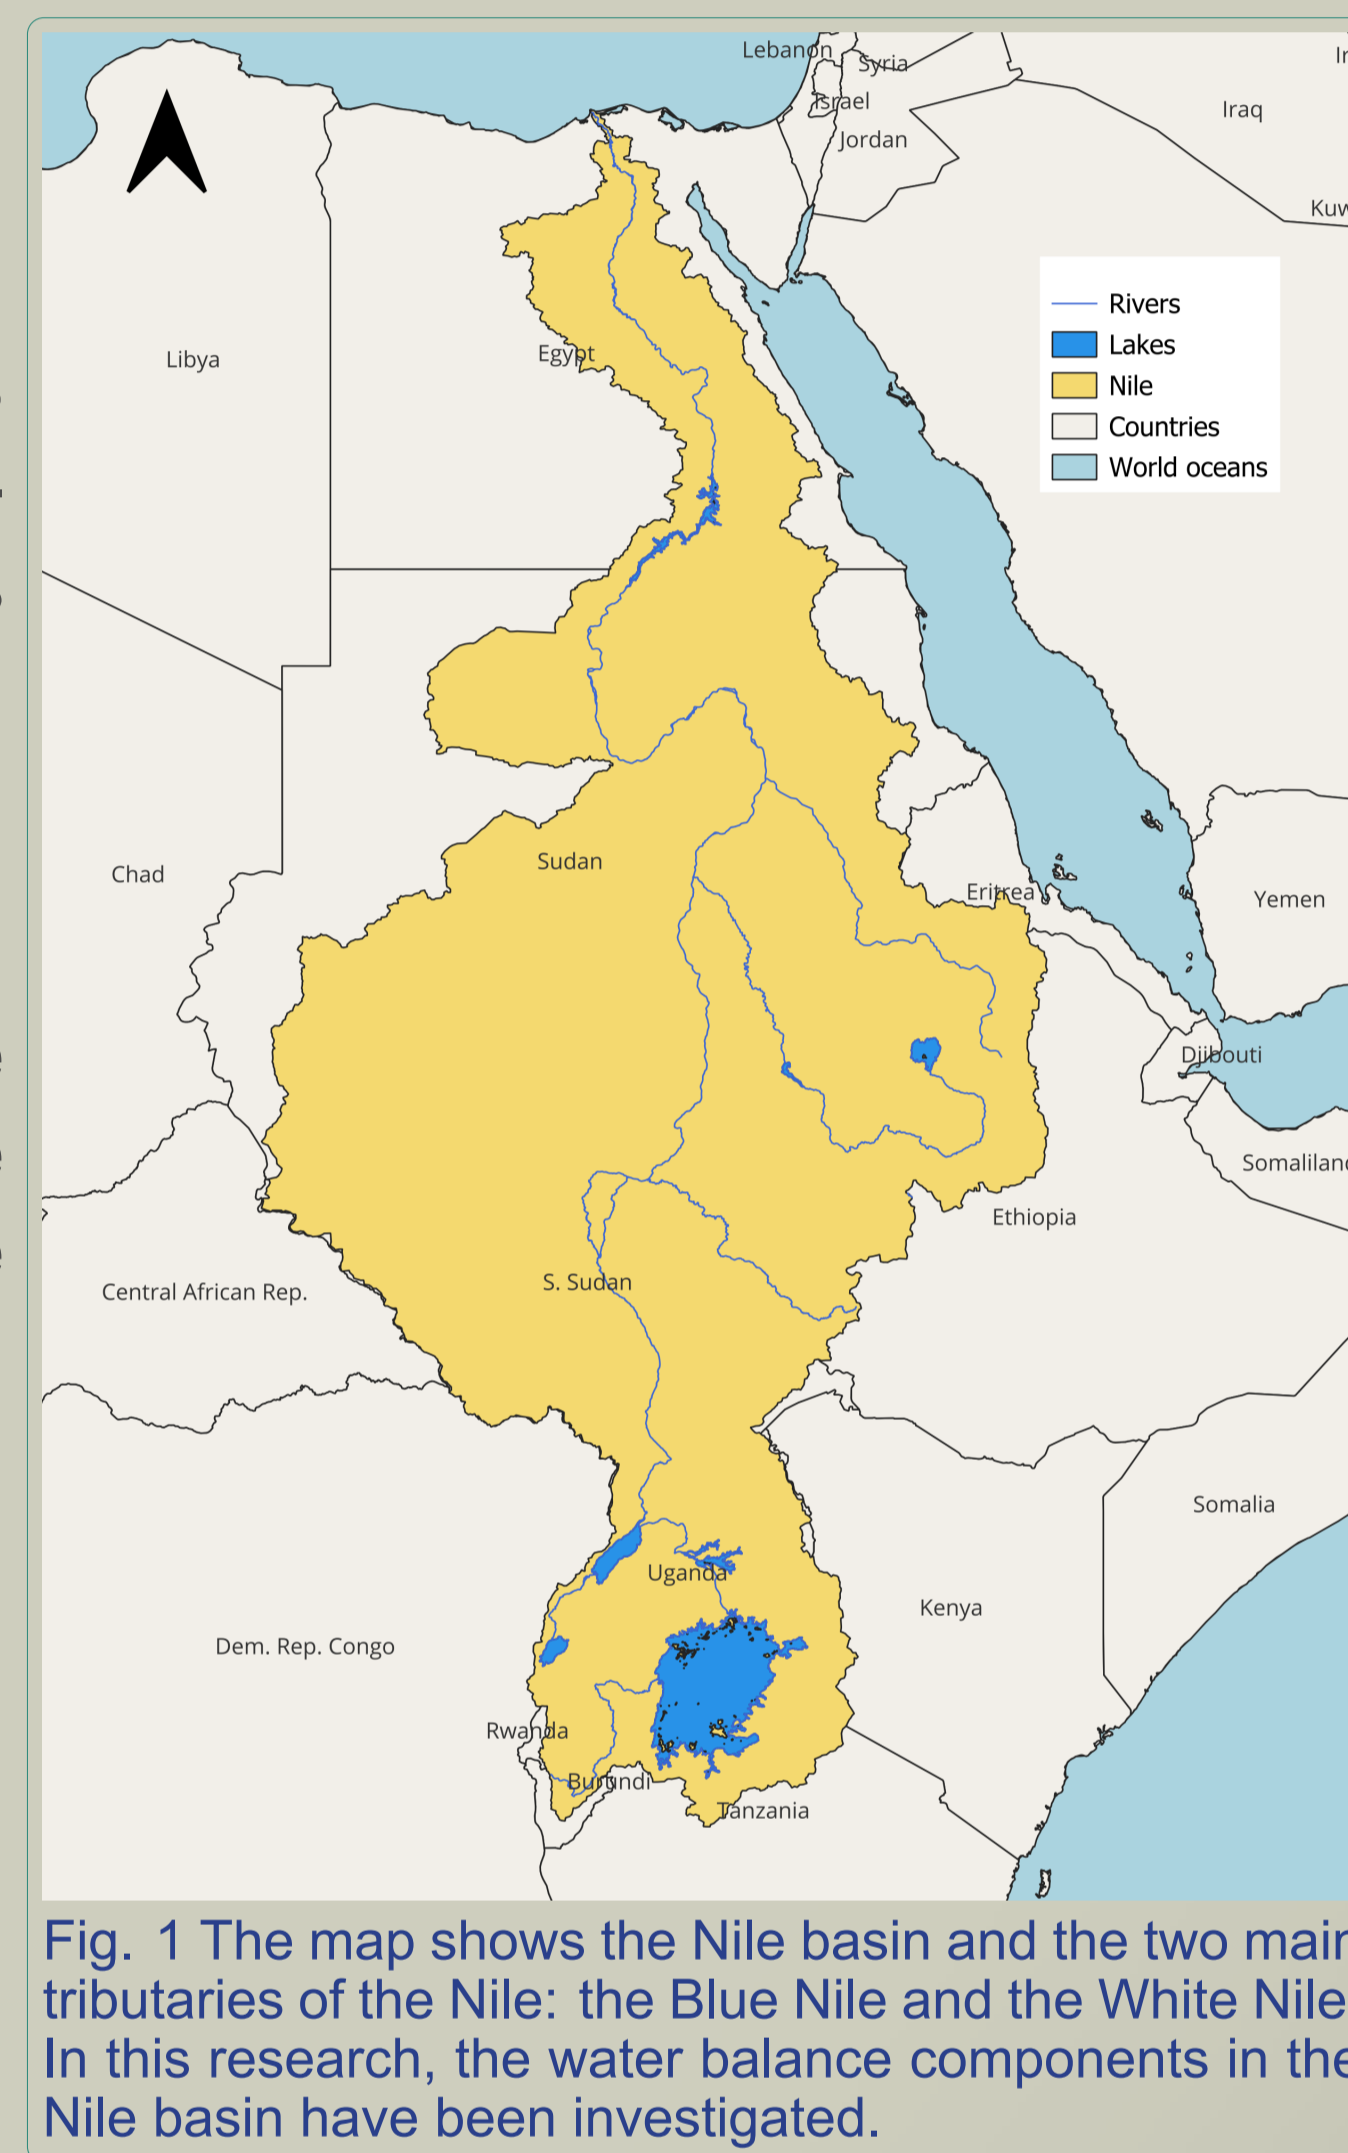 Lebanon
Syria
Israel
Iraq
Jordan
Rivers
Lakes
Nile
Countries
World oceans
Libya
Egypt
Sudan
Chad
Eritrea
Yemen
Djibouti
Ethiopia
Central African Rep.
S. Sudan
Somalia
Uganda
Kenya
Dem. Rep. Congo
Rwanda
Burundi
Tanzania
Fig. 1 The map shows the Nile basin and the two main
tributaries of the Nile: the Blue Nile and the White Nile
In this research, the water balance components in the
Nile basin have been investigated.